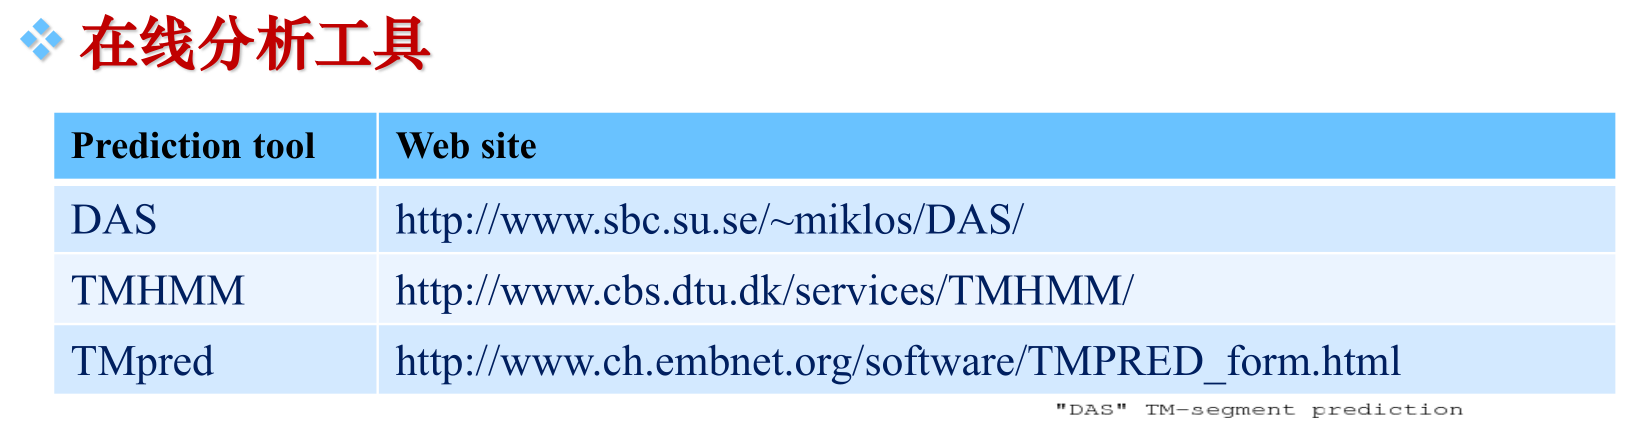 在线分析工具
Prediction tool Web site
DAS http://www.sbc.su.se/~miklos/DAS/
TMHMM http://www.cbs.dtu.dk/services/TMHMM/
TMpred http://www.ch.embnet.org/software/TMPRED_form.html
"DAS" TM-segment prediction